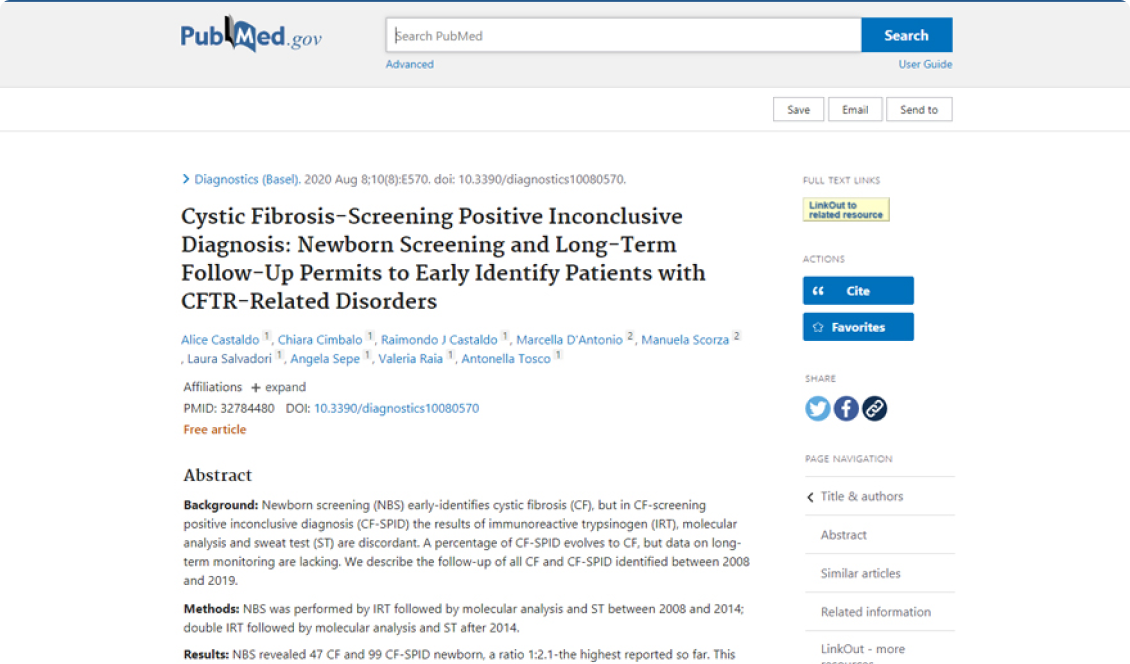 PubMed.gov
Search PubMed
Search
Advanced
User Guide
Save
Email
Send to
Diagnostics (Basel). 2020 Aug 8;10(8):E570. doi: 10.3390/diagnostics10080570.
Cystic Fibrosis-Screening Positive Inconclusive
Diagnosis: Newborn Screening and Long-Term
Follow-Up Permits to Early Identify Patients with
CFTR-Related Disorders
Alice Castaldo 1, Chiara Cimbalo 1, Raimondo J Castaldo 1, Marcella D'Antonio 2, Manuela Scorza 2
, Laura Salvadori 1, Angela Sepe 1, Valeria Raia 1, Antonella Tosco 1
Affiliations + expand
PMID: 32784480 DOI: 10.3390/diagnostics10080570
Free article
Abstract
Background: Newborn screening (NBS) early-identifies cystic fibrosis (CF), but in CF-screening
positive inconclusive diagnosis (CF-SPID) the results of immunoreactive trypsinogen (IRT), molecular
analysis and sweat test (ST) are discordant. A percentage of CF-SPID evolves to CF, but data on long-
term monitoring are lacking. We describe the follow-up of all CF and CF-SPID identified between 2008
and 2019.
Methods: NBS was performed by IRT followed by molecular analysis and ST between 2008 and 2014;
double IRT followed by molecular analysis and ST after 2014.
Results: NBS revealed 47 CF and 99 CF-SPID newborn, a ratio 1:2.1-the highest reported so far. This
FULL TEXT LINKS
LinkOut to
related resource
ACTIONS
Cite
Favorites
SHARE
PAGE NAVIGATION
Title & authors
Abstract
Similar articles
Related information
LinkOut - more
resources